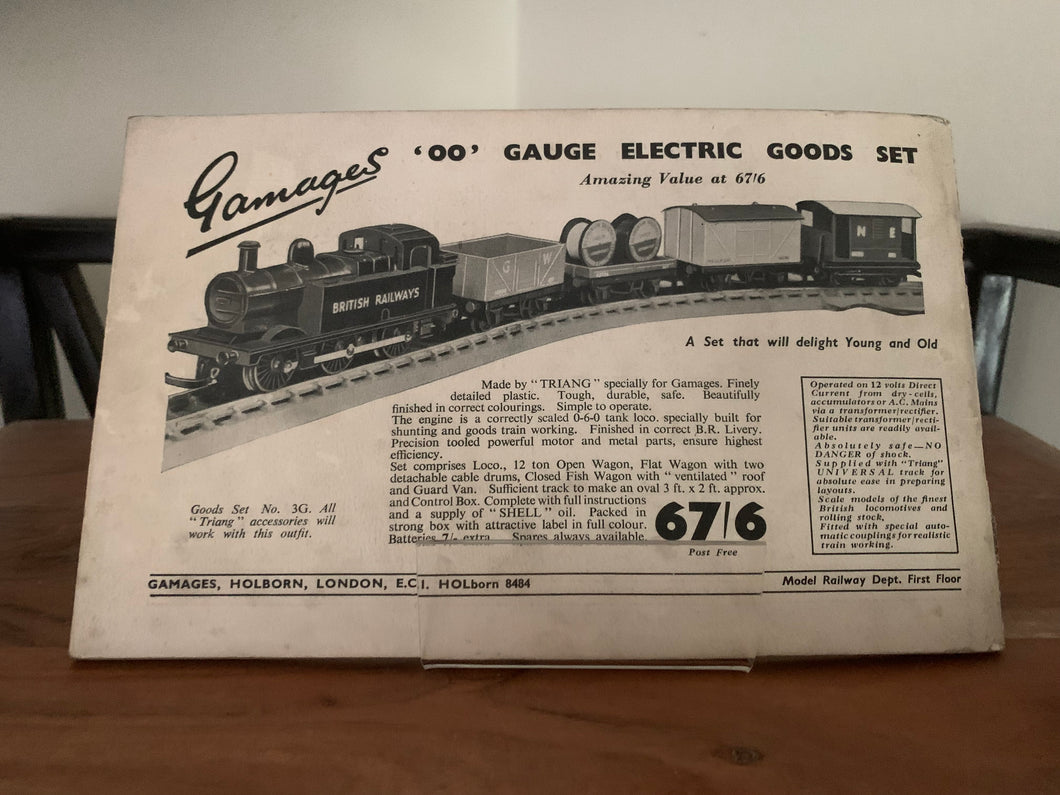 Gamages
'OO' GAUGE ELECTRIC GOODS SET
Amazing Value at 67/6
BRITISH RAILWAYS
G W
N E
A Set that will delight Young and Old
Made by "TRIANG" specially for Gamages. Finely
detailed plastic. Tough, durable, safe. Beautifully
finished in correct colourings. Simple to operate.
The engine is a correctly scaled 0-6-0 tank loco. specially built for
shunting and goods train working. Finished in correct B.R. Livery.
Precision tooled powerful motor and metal parts, ensure highest
efficiency.
Set comprises Loco., 12 ton Open Wagon, Flat Wagon with two
detachable cable drums, Closed Fish Wagon with "ventilated" roof
and Guard Van. Sufficient track to make an oval 3 ft. x 2 ft. approx.
and Control Box. Complete with full instructions
and a supply of "SHELL" oil. Packed in
strong box with attractive label in full colour.
Batteries 7/- extra. Spares always available.
67/6
Post Free
Operated on 12 volts Direct
Current from dry-cells,
accumulators or A.C. Mains
via a transformer/rectifier.
Suitable transformer/recti-
fier units are readily avail-
able.
Absolutely safe—NO
DANGER of shock.
Supplied with "Triang"
UNIVERSAL track for
absolute ease in preparing
layouts.
Scale models of the finest
British locomotives and
rolling stock.
Fitted with special auto-
matic couplings for realistic
train working.
Goods Set No. 3G. All
"Triang" accessories will
work with this outfit.
GAMAGES, HOLBORN, LONDON, E.C.1. HOLborn 8484
Model Railway Dept. First Floor